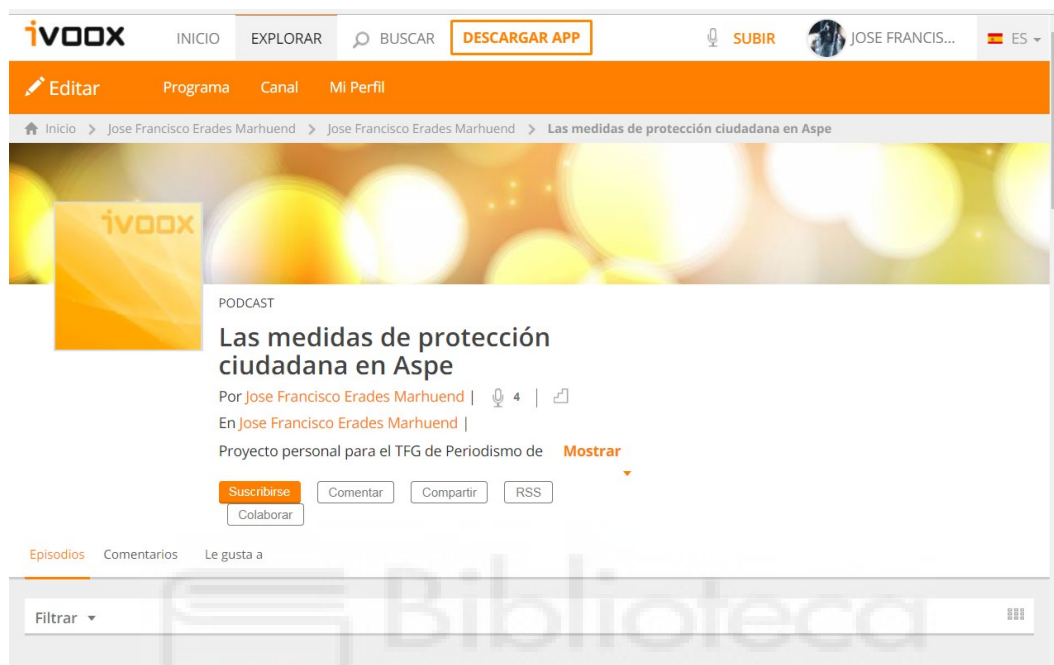 ivoox INICIO EXPLORAR BUSCAR DESCARGAR APP SUBIR JOSE FRANCIS... ES
Editar Programa Canal Mi Perfil
Inicio > Jose Francisco Erades Marhuend > Jose Francisco Erades Marhuend > Las medidas de protección ciudadana en Aspe
ivoox
PODCAST
Las medidas de protección
ciudadana en Aspe
Por Jose Francisco Erades Marhuend | 4 |
En Jose Francisco Erades Marhuend |
Proyecto personal para el TFG de Periodismo de Mostrar
Suscribirse Comentar Compartir RSS
Colaborar
Episodios Comentarios Le gusta a
Biblioteca
Filtrar